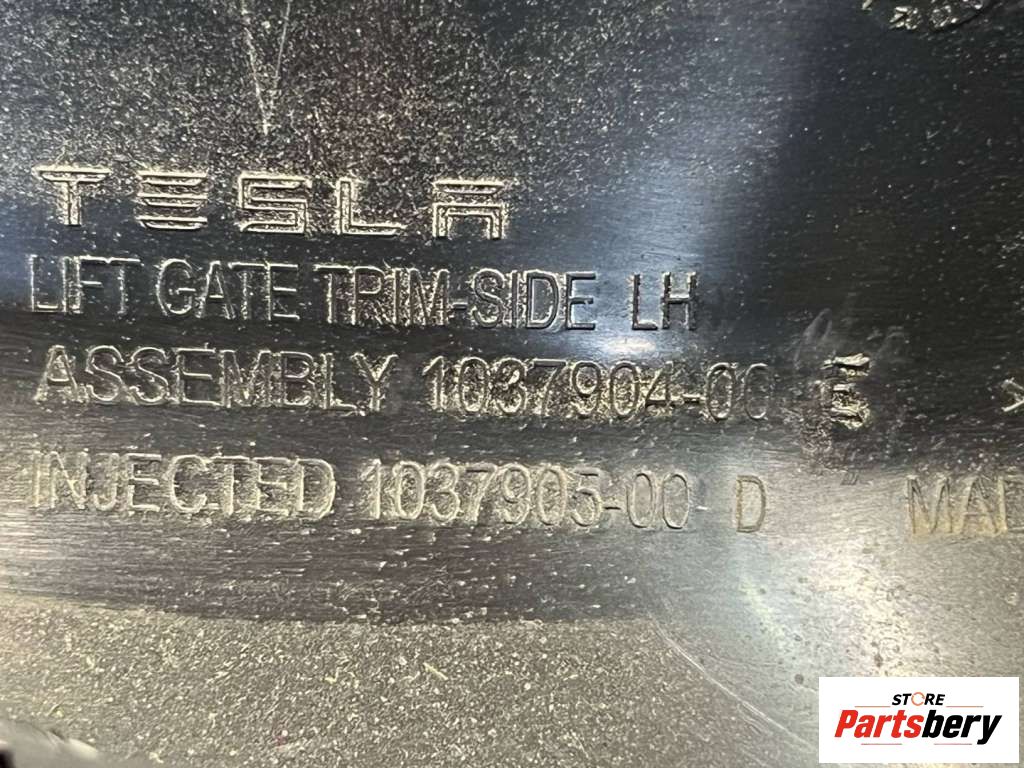 TESLA
LIFT GATE TRIM-SIDE LH
ASSEMBLY 1037904-00 E
INJECTED 1037905-00 D
STORE
Partsbery